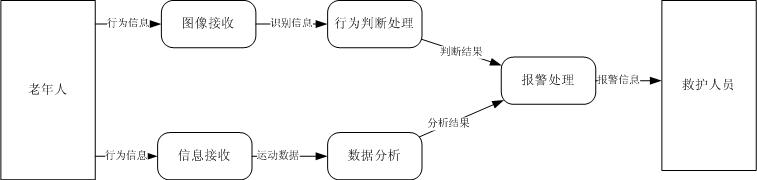 老年人
行为信息
图像接收
识别信息
行为判断处理
判断结果
报警处理
报警信息
救护人员
行为信息
信息接收
运动数据
数据分析
分析结果